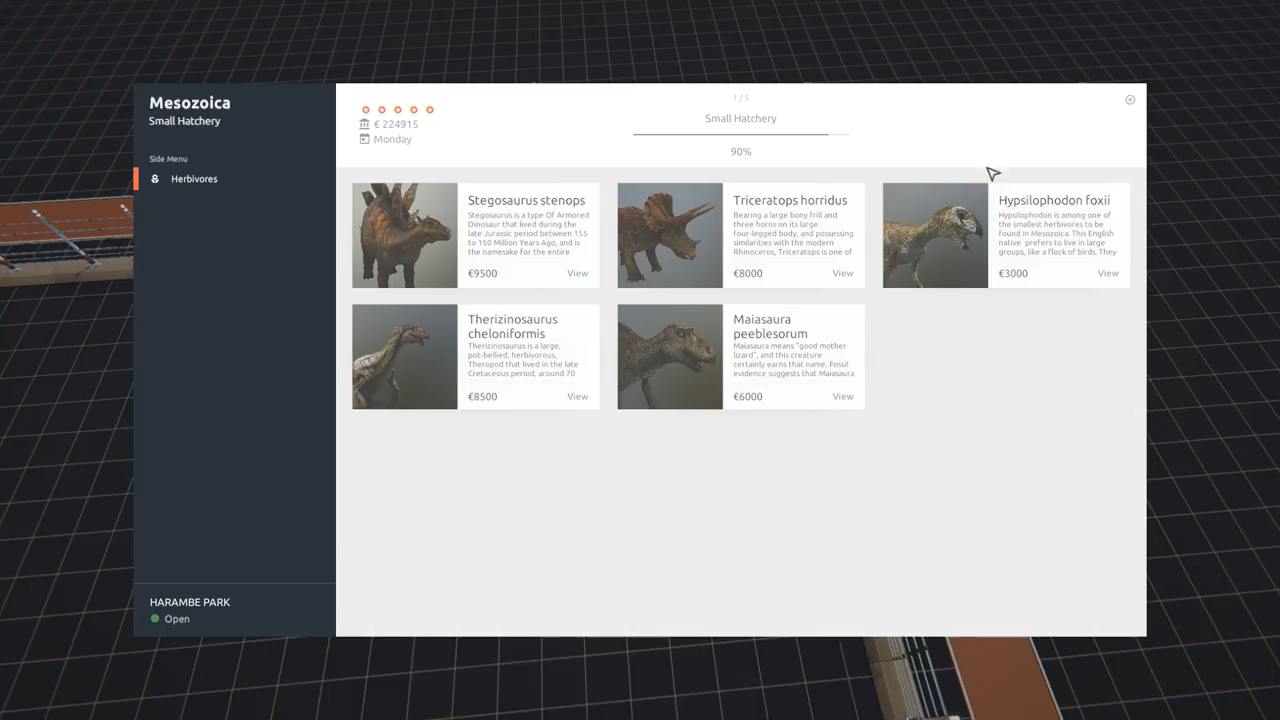 Mesozoica
Small Hatchery
Side Menu
Herbivores
HARAMBE PARK
Open
€ 224915
Monday
1 / 5
Small Hatchery
90%
Stegosaurus stenops
Stegosaurus is a type Of Armored
Dinosaur that lived during the
late Jurassic period between 155
to 150 Million Years Ago, and is
the namesake for the entire
€9500
View
Triceratops horridus
Bearing a large bony frill and
three horns on its large
four-legged body, and possessing
similarities with the modern
Rhinoceros, Triceratops is one of
€8000
View
Hypsilophodon foxii
Hypsilophodon is among one of
the smallest herbivores to be
found in Mesozoica. This English
native prefers to live in large
groups, like a flock of birds. They
€3000
View
Therizinosaurus
cheloniformis
Therizinosaurus is a large,
pot-bellied, herbivorous,
Theropod that lived in the late
Cretaceous period, around 70
€8500
View
Maiasaura
peeblesorum
Maiasaura means "good mother
lizard", and this creature
certainly earns that name. Fossil
evidence suggests that Maiasaura
€6000
View